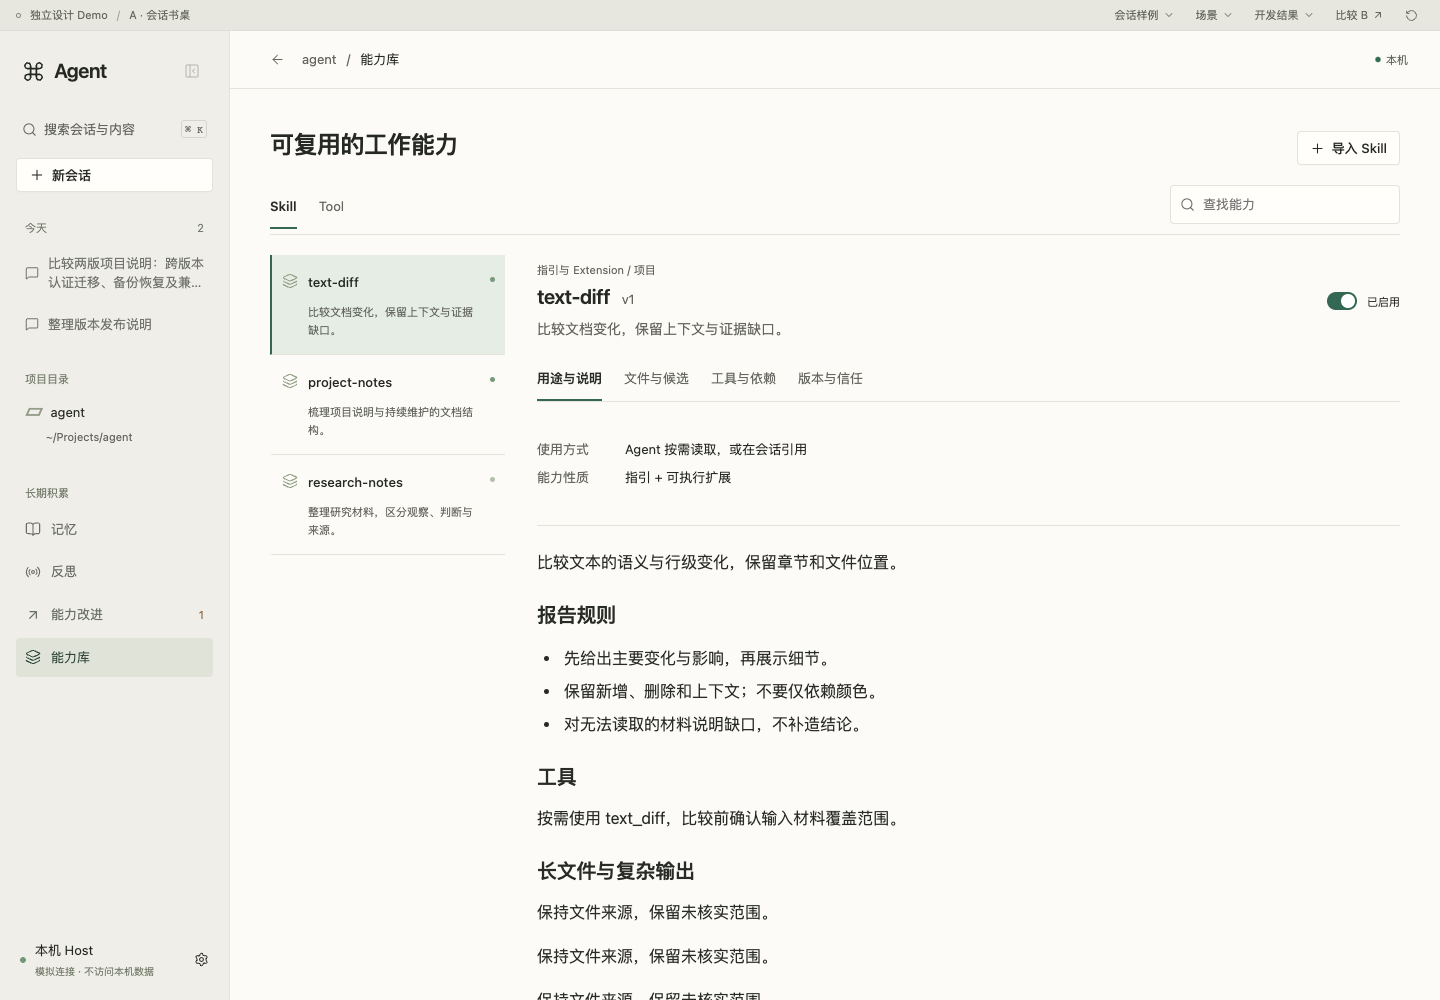 独立设计 Demo / A · 会话书桌
会话样例
场景
开发结果
比较 B
Agent
搜索会话与内容
⌘ K
新会话
今天
2
比较两版项目说明：跨版本
认证迁移、备份恢复及兼...
整理版本发布说明
项目目录
agent
~/Projects/agent
长期积累
记忆
反思
能力改进
1
能力库
本机 Host
模拟连接 · 不访问本机数据
agent / 能力库
本机
可复用的工作能力
导入 Skill
Skill
Tool
查找能力
text-diff
比较文档变化，保留上下文与证据
缺口。
project-notes
梳理项目说明与持续维护的文档结
构。
research-notes
整理研究材料，区分观察、判断与
来源。
指引与 Extension / 项目
text-diff v1
已启用
比较文档变化，保留上下文与证据缺口。
用途与说明
文件与候选
工具与依赖
版本与信任
使用方式 Agent 按需读取，或在会话引用
能力性质 指引 + 可执行扩展
比较文本的语义与行级变化，保留章节和文件位置。
报告规则
• 先给出主要变化与影响，再展示细节。
• 保留新增、删除和上下文；不要仅依赖颜色。
• 对无法读取的材料说明缺口，不补造结论。
工具
按需使用 text_diff，比较前确认输入材料覆盖范围。
长文件与复杂输出
保持文件来源，保留未核实范围。
保持文件来源，保留未核实范围。
保持文件来源，保留未核实范围。